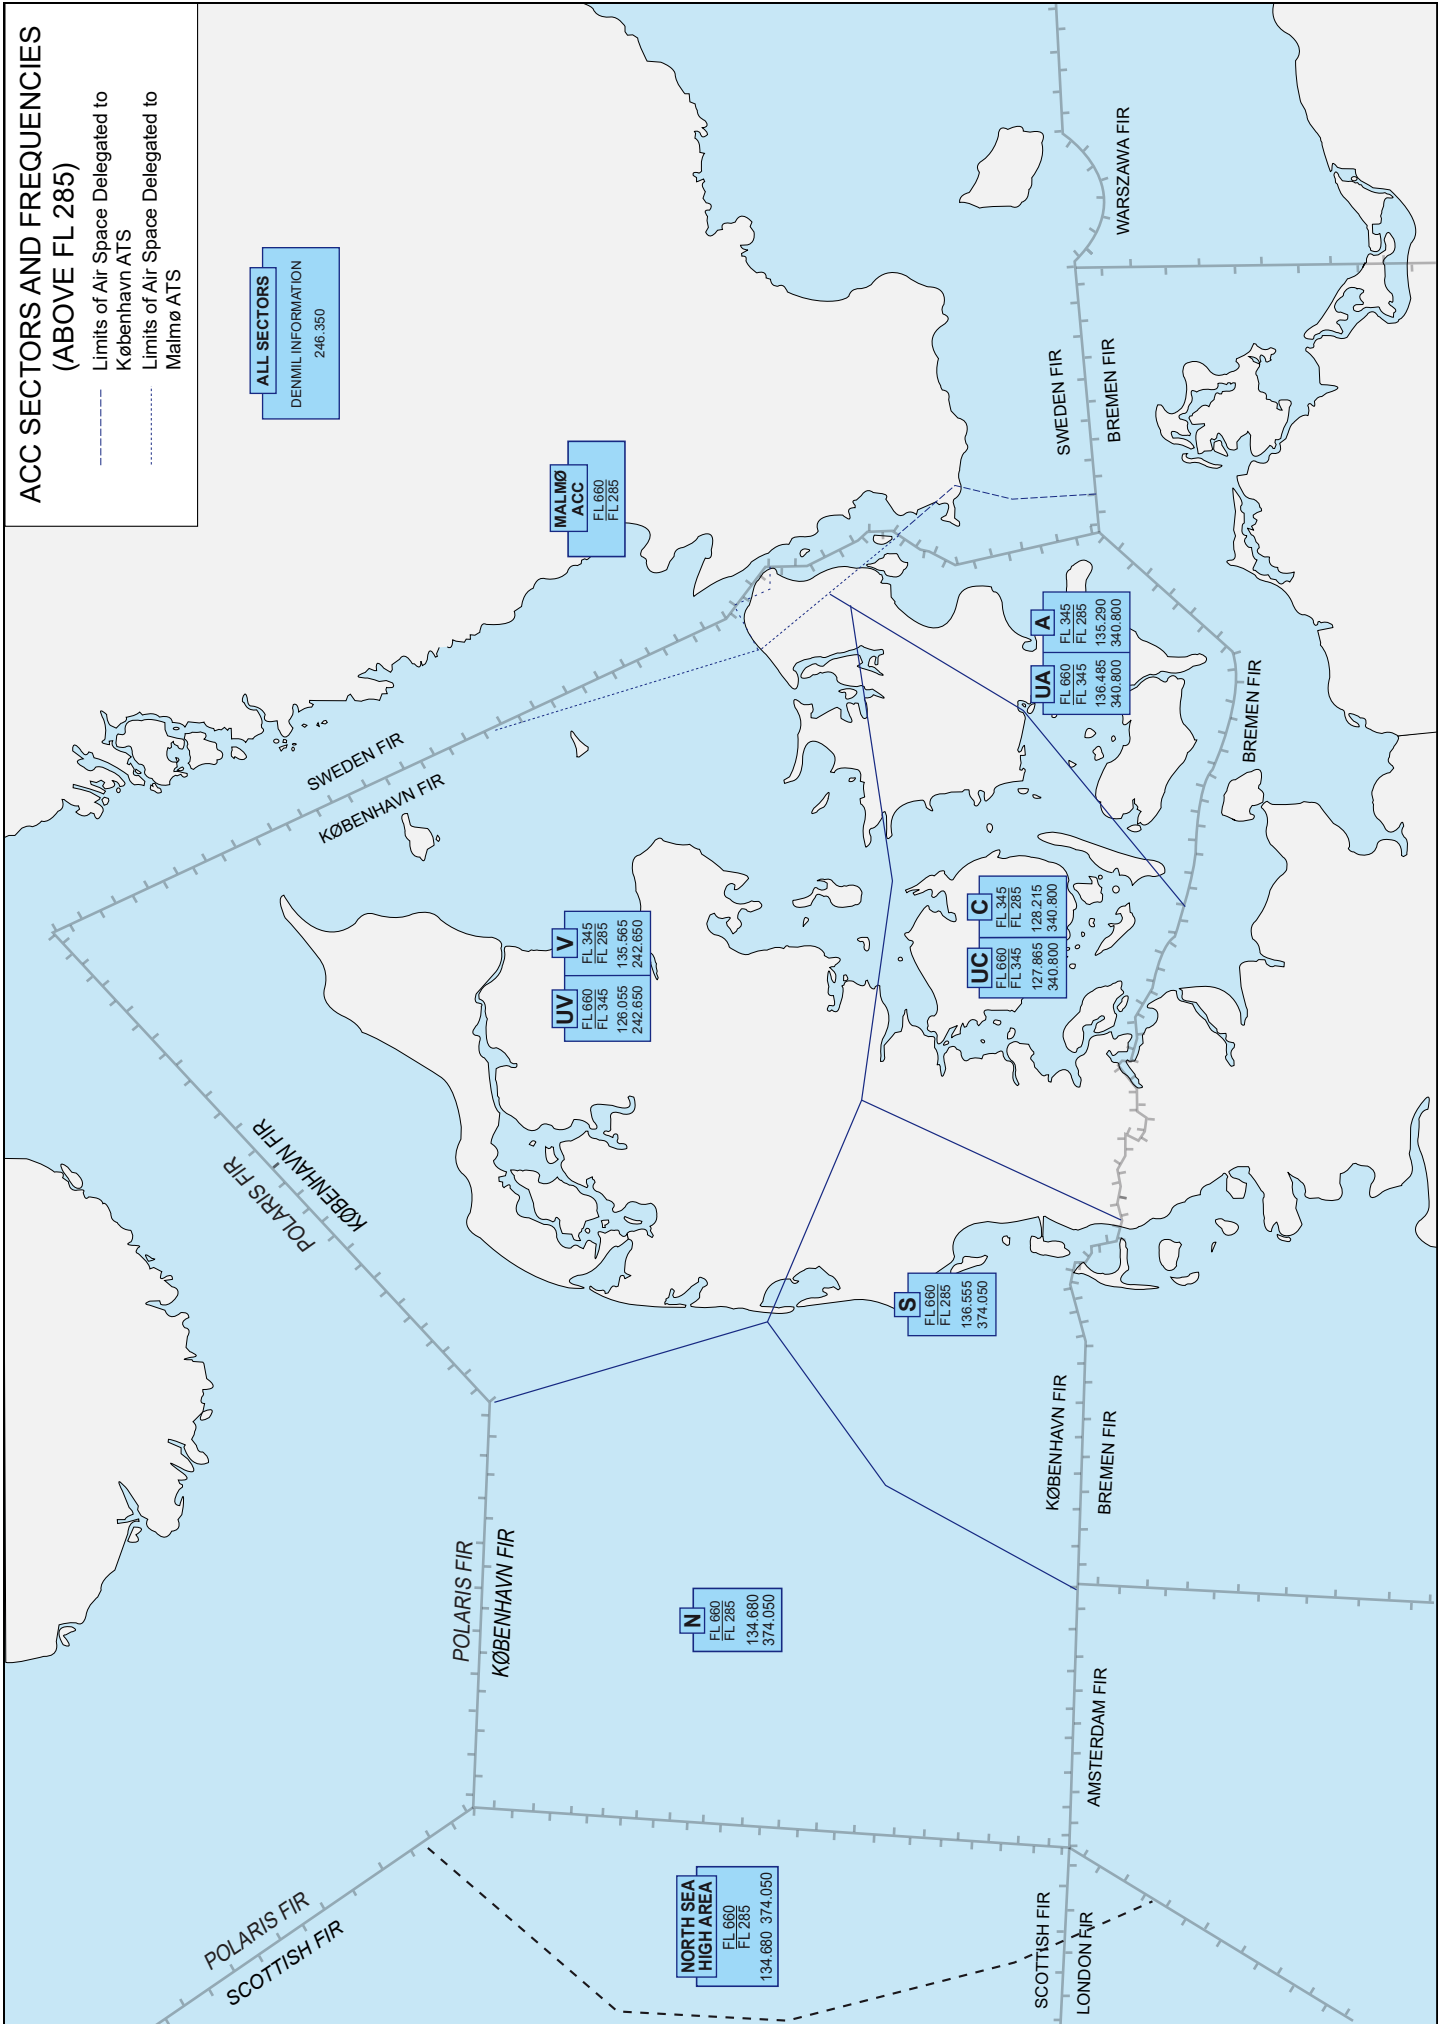 ACC SECTORS AND FREQUENCIES
(ABOVE FL 285)
Limits of Air Space Delegated to
København ATS
Limits of Air Space Delegated to
Malmø ATS
ALL SECTORS
DENMIL INFORMATION
246.350
MALMØ
ACC
FL 660
FL 285
SWEDEN FIR
KØBENHAVN FIR
POLARIS FIR
KØBENHAVN FIR
UV
FL 660
FL 345
126.055
242.650
V
FL 345
FL 285
135.565
242.650
POLARIS FIR
KØBENHAVN FIR
POLARIS FIR
SCOTTISH FIR
NORTH SEA
HIGH AREA
FL 660
FL 285
134.680 374.050
N
FL 660
FL 285
134.680
374.050
S
FL 660
FL 285
136.555
374.050
UC
FL 660
FL 345
127.865
340.800
C
FL 345
FL 285
128.215
340.800
UA
FL 660
FL 345
136.485
340.800
A
FL 345
FL 285
135.290
340.800
SWEDEN FIR
BREMEN FIR
WARSZAWA FIR
BREMEN FIR
KØBENHAVN FIR
BREMEN FIR
AMSTERDAM FIR
SCOTTISH FIR
LONDON FIR